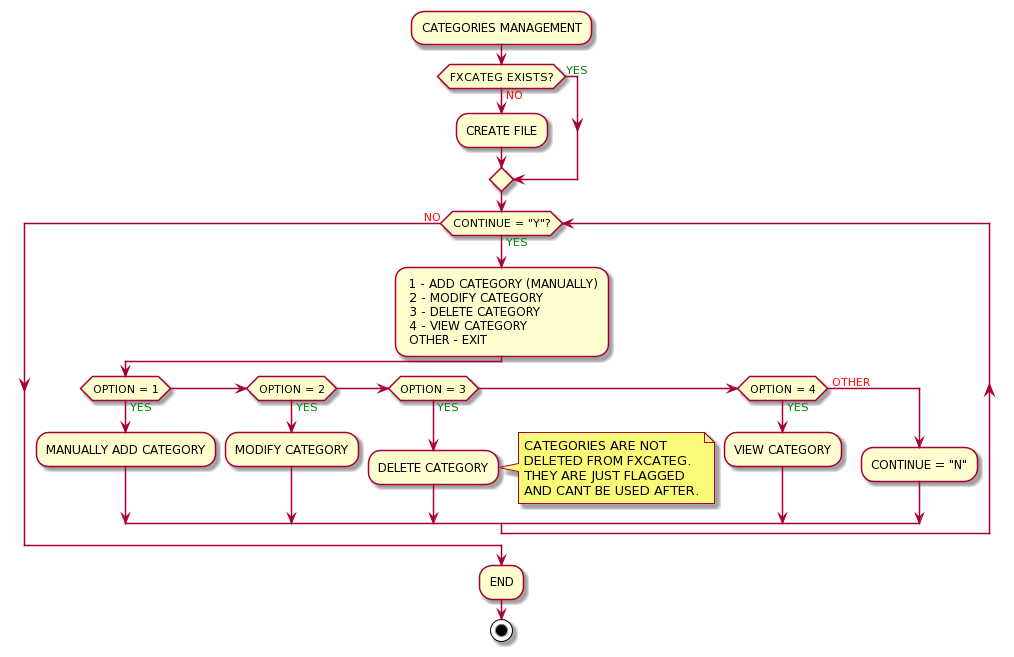 CATEGORIES MANAGEMENT
FXCATEG EXISTS?
YES
NO
CREATE FILE
NO
CONTINUE = "Y"?
YES
1 - ADD CATEGORY (MANUALLY)
2 - MODIFY CATEGORY
3 - DELETE CATEGORY
4 - VIEW CATEGORY
OTHER - EXIT
OPTION = 1
YES
MANUALLY ADD CATEGORY
OPTION = 2
YES
MODIFY CATEGORY
OPTION = 3
YES
DELETE CATEGORY
CATEGORIES ARE NOT
DELETED FROM FXCATEG.
THEY ARE JUST FLAGGED
AND CANT BE USED AFTER.
OPTION = 4
YES
VIEW CATEGORY
OTHER
CONTINUE = "N"
END